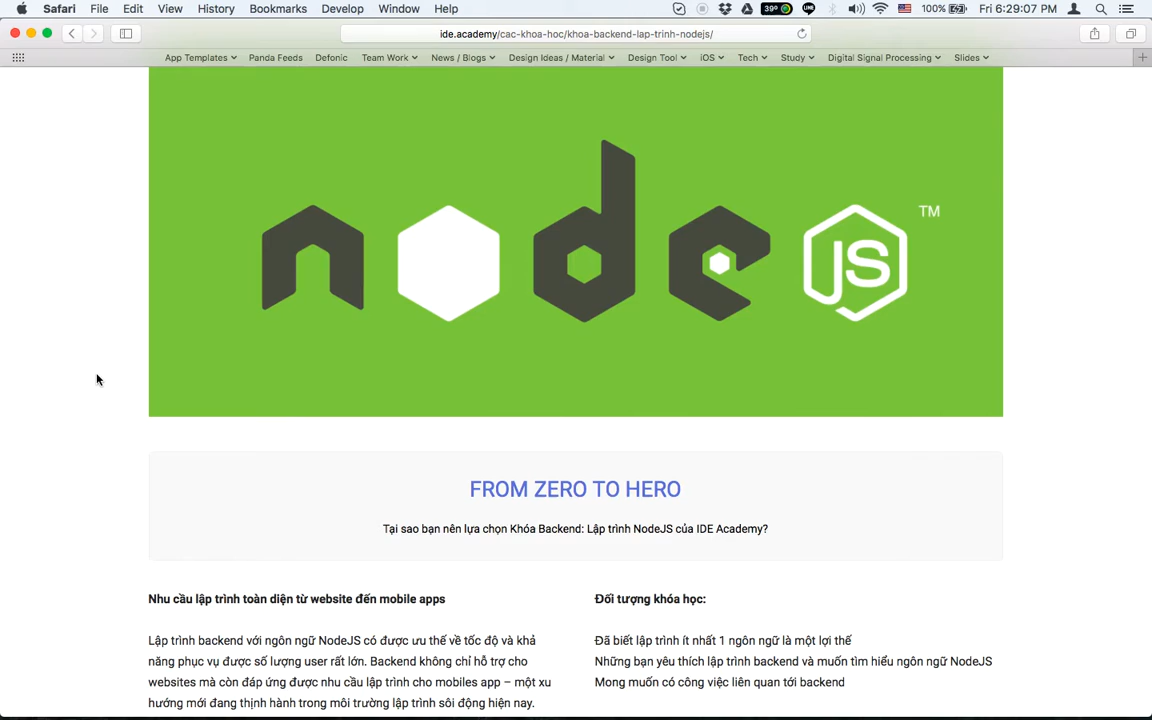 Safari File Edit View History Bookmarks Develop Window Help 39° LINE 100% Fri 6:29:07 PM
ide.academy/cac-khoa-hoc/khoa-backend-lap-trinh-nodejs/
App Templates Panda Feeds Defonic Team Work News / Blogs Design Ideas / Material Design Tool iOS Tech Study Digital Signal Processing Slides
node JS TM
FROM ZERO TO HERO
Tại sao bạn nên lựa chọn Khóa Backend: Lập trình NodeJS của IDE Academy?
Nhu cầu lập trình toàn diện từ website đến mobile apps
Lập trình backend với ngôn ngữ NodeJS có được ưu thế về tốc độ và khả
năng phục vụ được số lượng user rất lớn. Backend không chỉ hỗ trợ cho
websites mà còn đáp ứng được nhu cầu lập trình cho mobiles app – một xu
hướng mới đang thịnh hành trong môi trường lập trình sôi động hiện nay.
Đối tượng khóa học:
Đã biết lập trình ít nhất 1 ngôn ngữ là một lợi thế
Những bạn yêu thích lập trình backend và muốn tìm hiểu ngôn ngữ NodeJS
Mong muốn có công việc liên quan tới backend